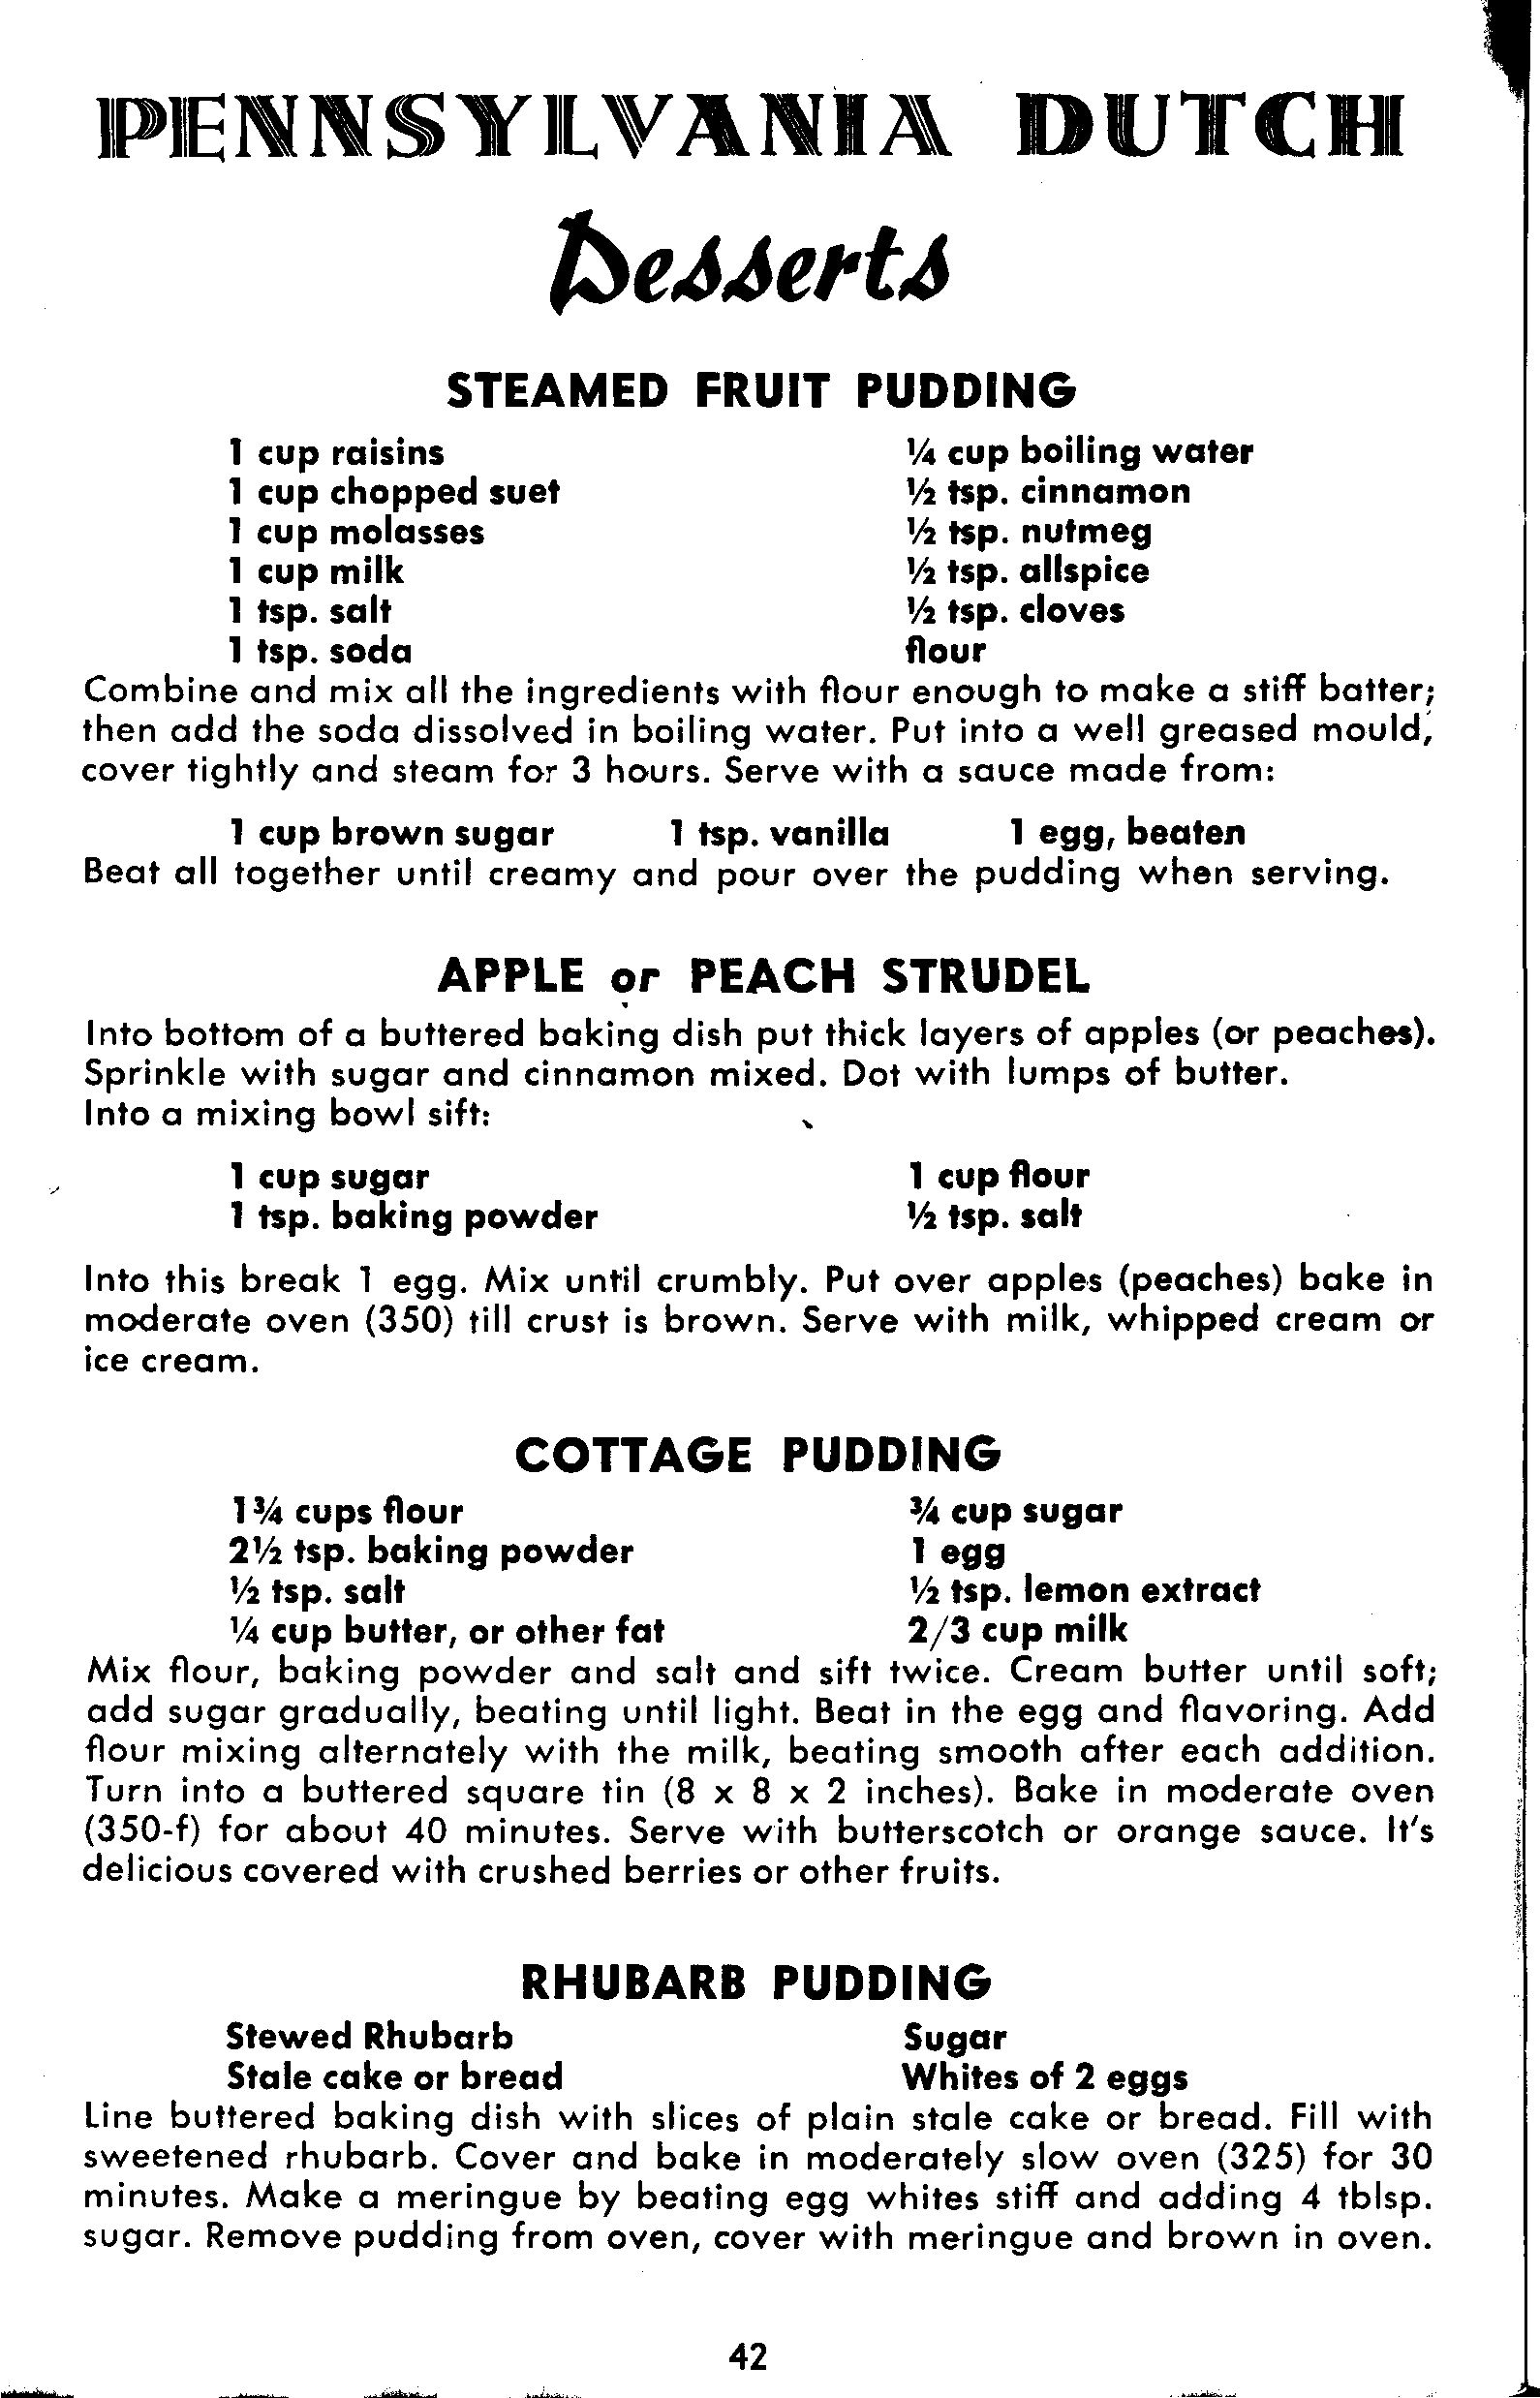 PENNSYLVANIA DUTCH
Desserts
STEAMED FRUIT PUDDING
1 cup raisins ¼ cup boiling water
1 cup chopped suet ½ tsp. cinnamon
1 cup molasses ½ tsp. nutmeg
1 cup milk ½ tsp. allspice
1 tsp. salt ½ tsp. cloves
1 tsp. soda flour
Combine and mix all the ingredients with flour enough to make a stiff batter;
then add the soda dissolved in boiling water. Put into a well greased mould,
cover tightly and steam for 3 hours. Serve with a sauce made from:
1 cup brown sugar 1 tsp. vanilla 1 egg, beaten
Beat all together until creamy and pour over the pudding when serving.
APPLE or PEACH STRUDEL
Into bottom of a buttered baking dish put thick layers of apples (or peaches).
Sprinkle with sugar and cinnamon mixed. Dot with lumps of butter.
Into a mixing bowl sift:
1 cup sugar 1 cup flour
1 tsp. baking powder ½ tsp. salt
Into this break 1 egg. Mix until crumbly. Put over apples (peaches) bake in
moderate oven (350) till crust is brown. Serve with milk, whipped cream or
ice cream.
COTTAGE PUDDING
1¾ cups flour ¾ cup sugar
2½ tsp. baking powder 1 egg
½ tsp. salt ½ tsp. lemon extract
¼ cup butter, or other fat 2/3 cup milk
Mix flour, baking powder and salt and sift twice. Cream butter until soft;
add sugar gradually, beating until light. Beat in the egg and flavoring. Add
flour mixing alternately with the milk, beating smooth after each addition.
Turn into a buttered square tin (8 x 8 x 2 inches). Bake in moderate oven
(350-f) for about 40 minutes. Serve with butterscotch or orange sauce. It's
delicious covered with crushed berries or other fruits.
RHUBARB PUDDING
Stewed Rhubarb Sugar
Stale cake or bread Whites of 2 eggs
Line buttered baking dish with slices of plain stale cake or bread. Fill with
sweetened rhubarb. Cover and bake in moderately slow oven (325) for 30
minutes. Make a meringue by beating egg whites stiff and adding 4 tblsp.
sugar. Remove pudding from oven, cover with meringue and brown in oven.
42